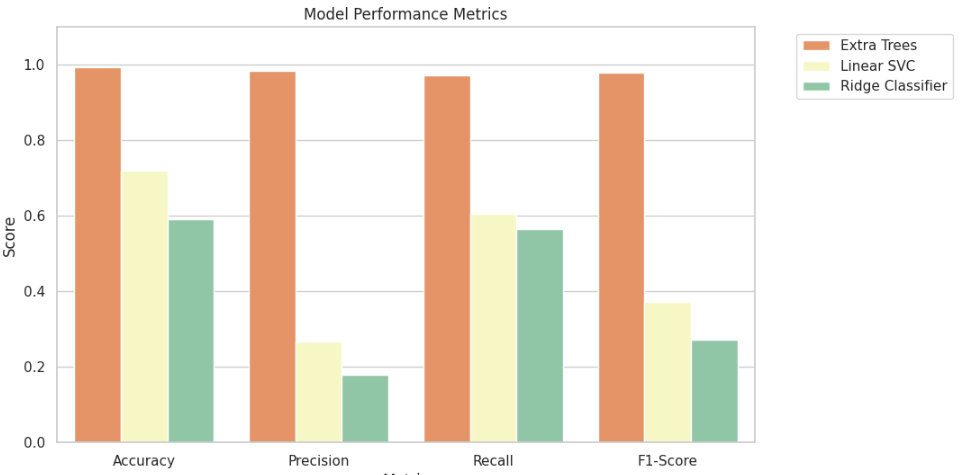 Model Performance Metrics
Extra Trees
Linear SVC
Ridge Classifier
Score
1.0
0.8
0.6
0.4
0.2
0.0
Accuracy Precision Recall F1-Score